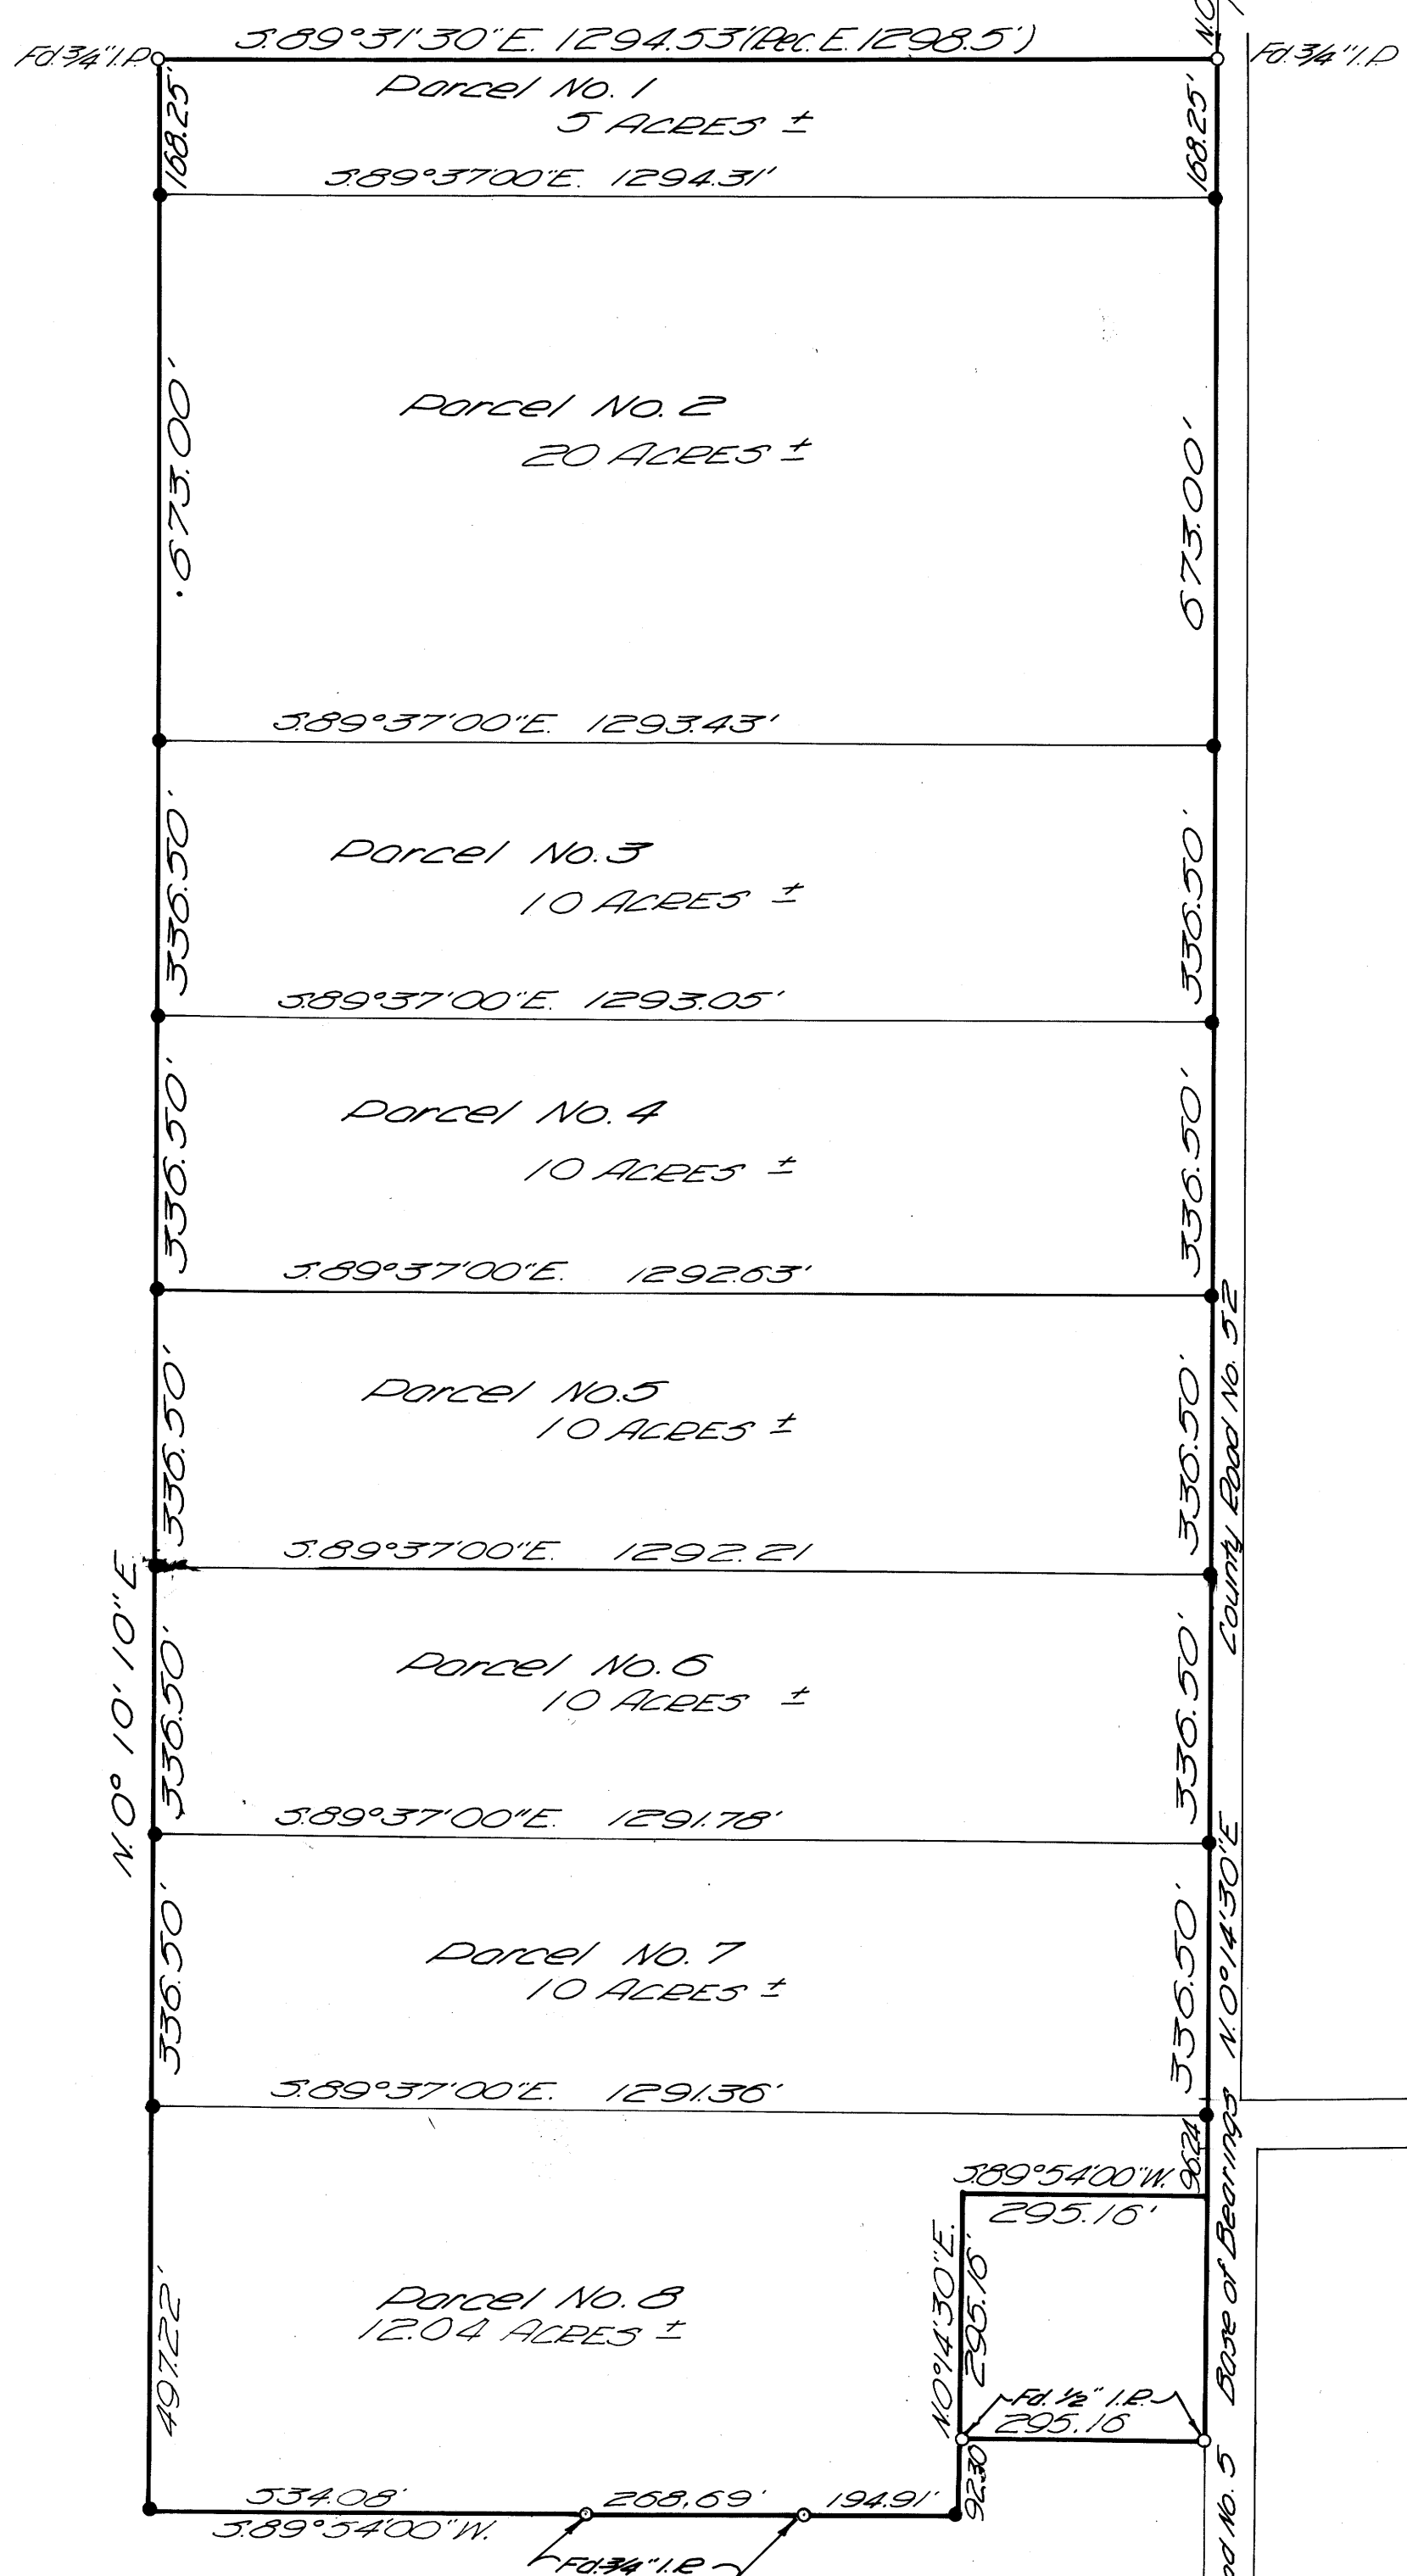 S.89°31'30"E. 1294.53'(Rec. E. 1298.5')
Fd. 3/4" I.P.
Fd. 3/4" I.P.
168.25'
168.25'
Parcel No. 1
5 ACRES ±
S.89°37'00"E. 1294.31'
673.00'
673.00'
Parcel No. 2
20 ACRES ±
S.89°37'00"E. 1293.43'
336.50'
336.50'
Parcel No. 3
10 ACRES ±
S.89°37'00"E. 1293.05'
336.50'
336.50'
Parcel No. 4
10 ACRES ±
S.89°37'00"E. 1292.63'
336.50'
336.50'
County Road No. 52
Parcel No. 5
10 ACRES ±
S.89°37'00"E. 1292.21
N. 0° 10' 10" E.
336.50'
336.50'
Parcel No. 6
10 ACRES ±
S.89°37'00"E. 1291.78'
336.50'
336.50'
Parcel No. 7
10 ACRES ±
S.89°37'00"E. 1291.36'
Base of Bearings N.0°14'30"E
96.24
S.89°54'00"W.
295.16'
N.0°14'30"E.
295.16'
497.22'
Parcel No. 8
12.04 ACRES ±
Fd. 1/2" I.P.
295.16
92.30
534.08'
268.69'
194.91'
S.89°54'00"W.
Fd. 3/4" I.P.
No. 5